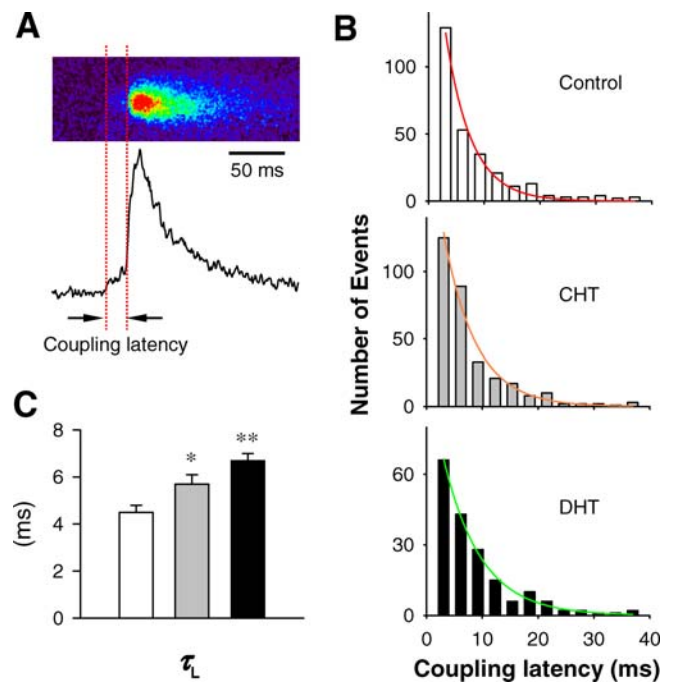 A
50 ms
Coupling latency
B
Control
100
50
0
CHT
100
50
0
Number of Events
DHT
60
30
0
0 10 20 30 40
Coupling latency (ms)
C
8
6
4
2
0
(ms)
*
**
τL